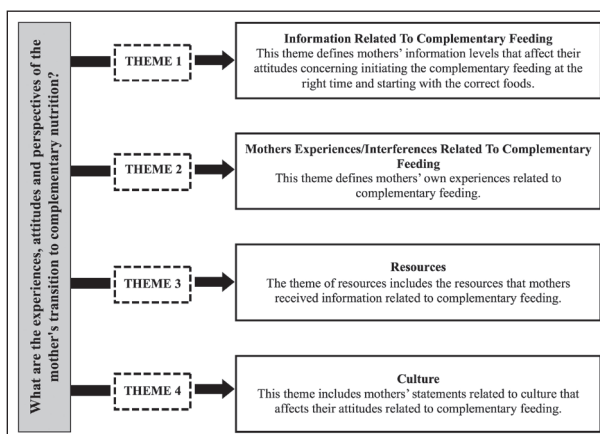 What are the experiences, attitudes and perspectives of the
mother's transition to complementary nutrition?
THEME 1
Information Related To Complementary Feeding
This theme defines mothers' information levels that affect their
attitudes concerning initiating the complementary feeding at the
right time and starting with the correct foods.
THEME 2
Mothers Experiences/Interferences Related To Complementary
Feeding
This theme defines mothers' own experiences related to
complementary feeding.
THEME 3
Resources
The theme of resources includes the resources that mothers
received information related to complementary feeding.
THEME 4
Culture
This theme includes mothers' statements related to culture that
affects their attitudes related to complementary feeding.